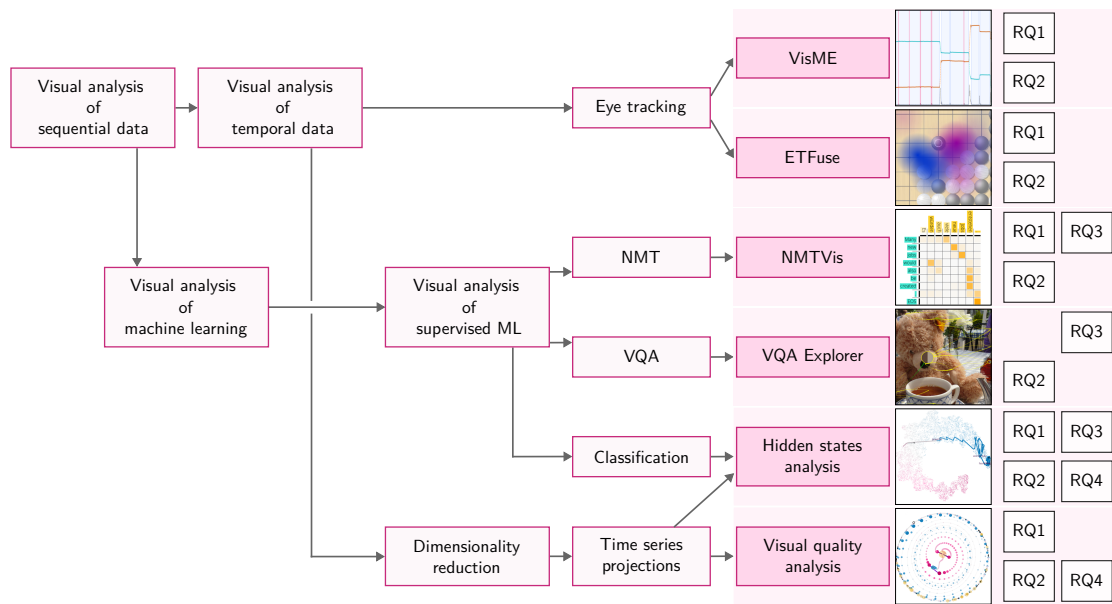 Visual analysis
of
sequential data
Visual analysis
of
temporal data
Eye tracking
VisME
RQ1
RQ2
ETFuse
RQ1
RQ2
Visual analysis
of
machine learning
Visual analysis
of
supervised ML
NMT
NMTVis
RQ1
RQ3
RQ2
VQA
VQA Explorer
RQ3
RQ2
Classification
Hidden states
analysis
RQ1
RQ3
RQ2
RQ4
Dimensionality
reduction
Time series
projections
Visual quality
analysis
RQ1
RQ2
RQ4